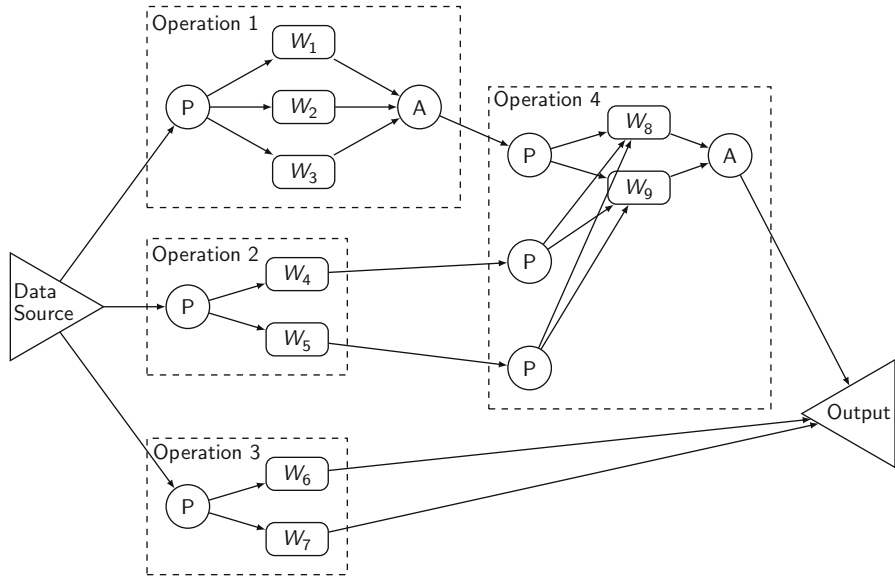 Operation 1
W₁
P
W₂
A
W₃
Operation 4
P
W₈
A
W₉
P
P
Operation 2
W₄
P
W₅
Data
Source
Operation 3
W₆
P
W₇
Output